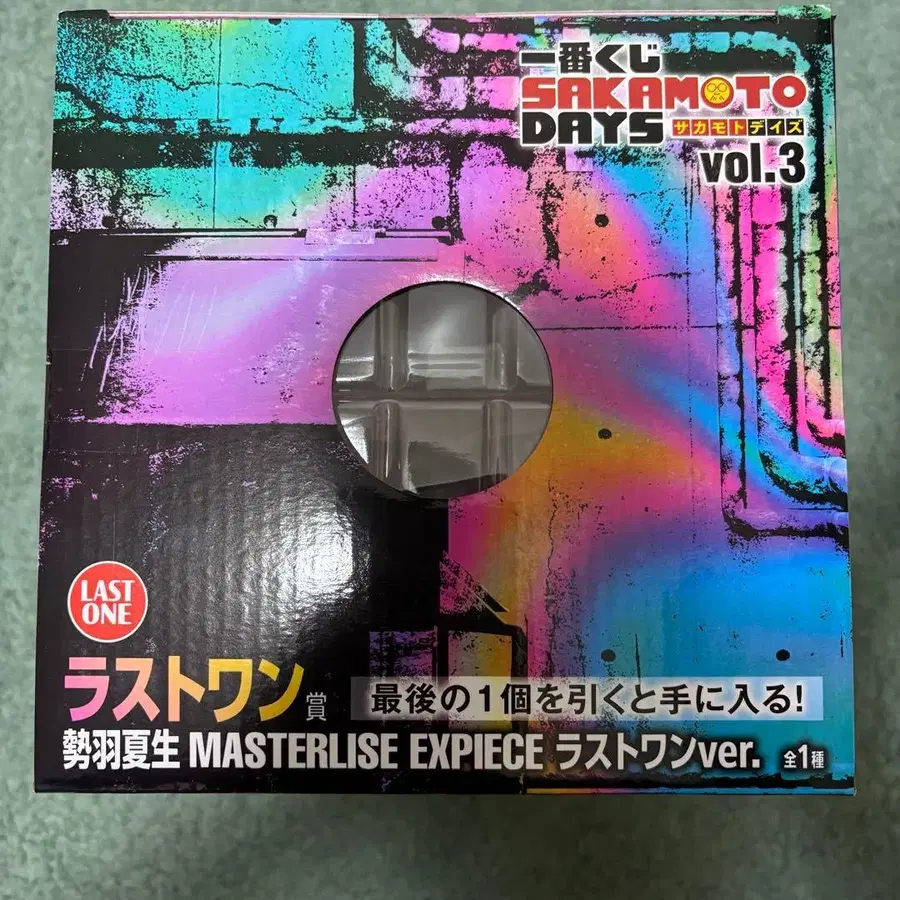 一番くじ
SAKAMOTO
DAYS サカモトデイズ
vol.3
LAST
ONE
ラストワン賞
最後の1個を引くと手に入る!
勢羽夏生 MASTERLISE EXPIECE ラストワンver. 全1種